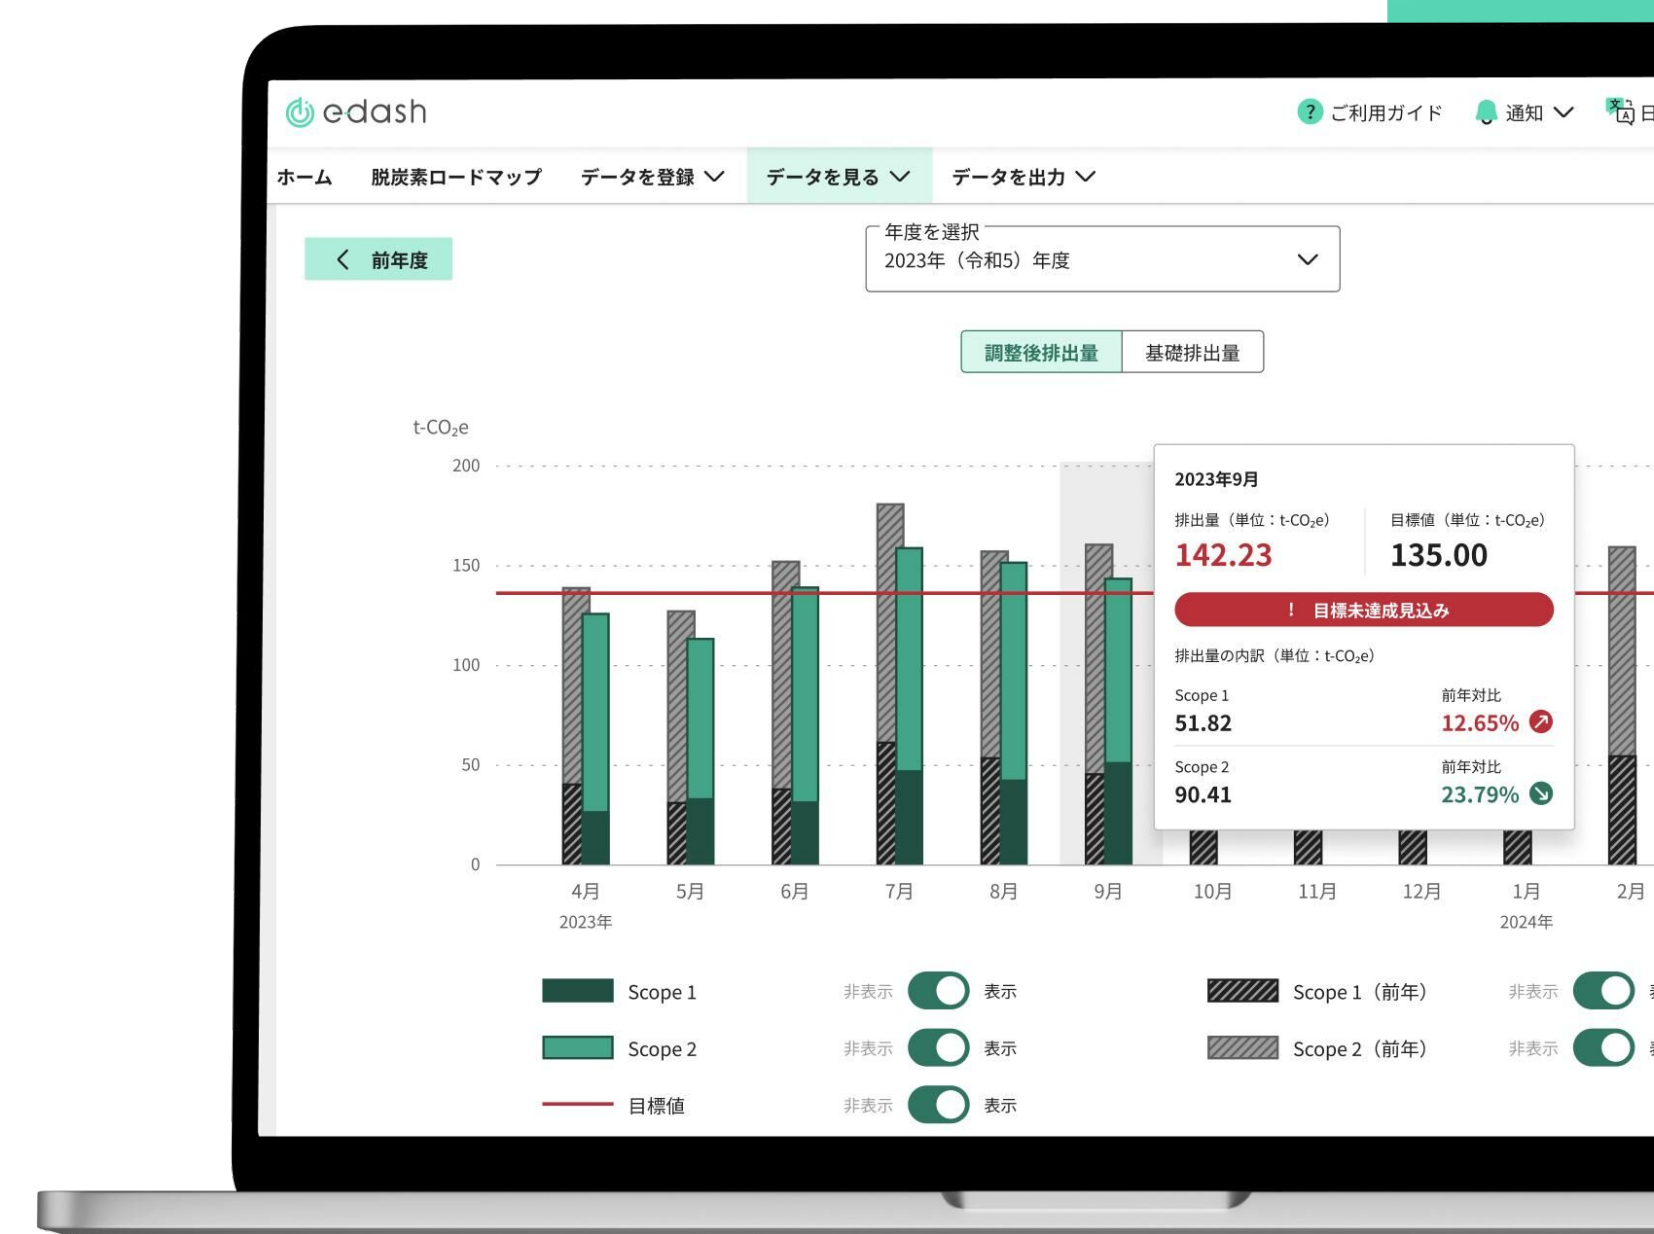 e-dash
ご利用ガイド 通知 日
ホーム 脱炭素ロードマップ データを登録 データを見る データを出力
前年度
年度を選択
2023年（令和5）年度
調整後排出量 基礎排出量
t-CO₂e
200
150
100
50
0
2023年9月
排出量（単位：t-CO₂e） 目標値（単位：t-CO₂e）
142.23 135.00
! 目標未達成見込み
排出量の内訳（単位：t-CO₂e）
Scope 1 前年対比
51.82 12.65%
Scope 2 前年対比
90.41 23.79%
4月 5月 6月 7月 8月 9月 10月 11月 12月 1月 2月
2023年 2024年
Scope 1 非表示 表示 Scope 1（前年） 非表示
Scope 2 非表示 表示 Scope 2（前年） 非表示
目標値 非表示 表示